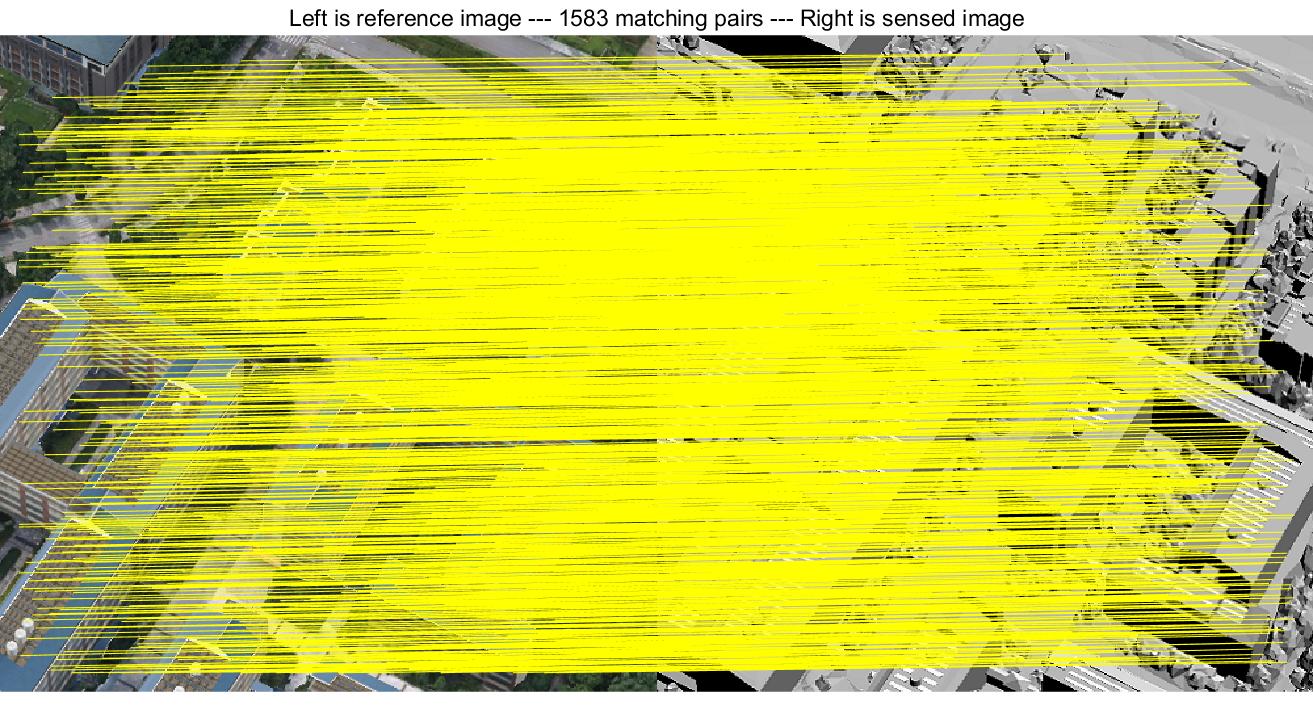 Left is reference image --- 1583 matching pairs --- Right is sensed image